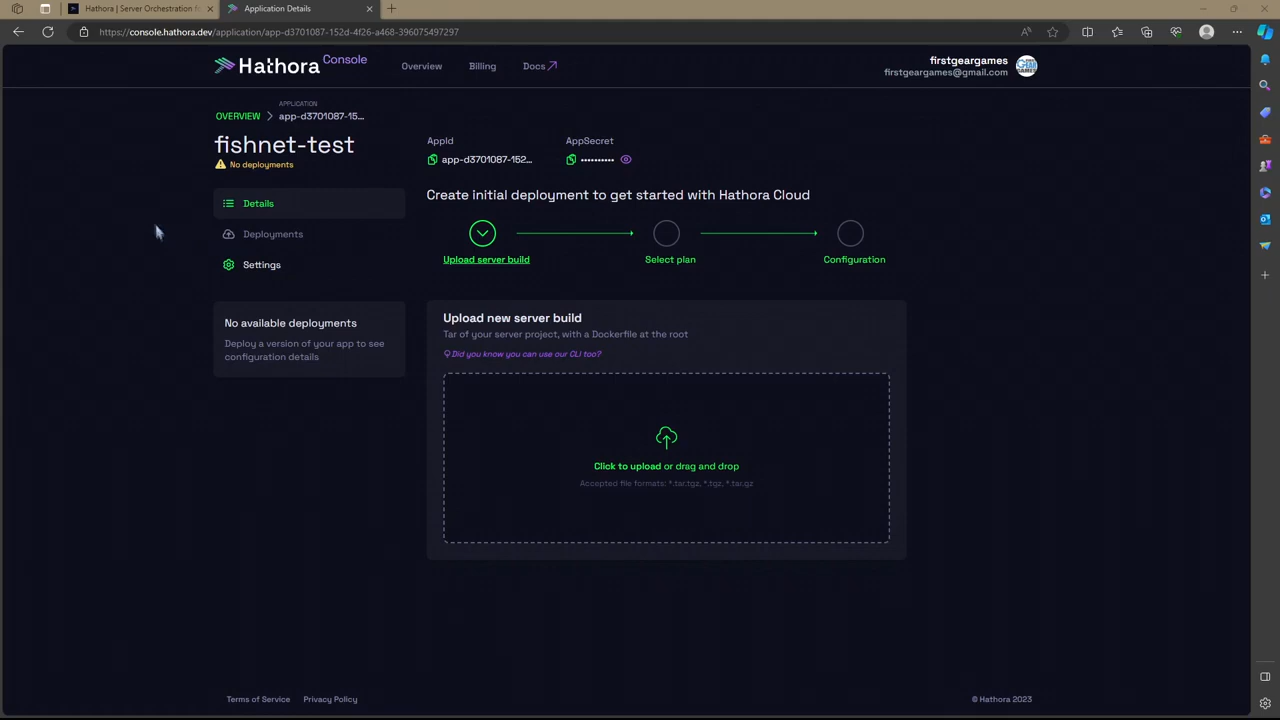 Hathora | Server Orchestration fo
Application Details
https://console.hathora.dev/application/app-d3701087-152d-4f26-a468-396075497297
Hathora Console
Overview
Billing
Docs
firstgeargames
firstgeargames@gmail.com
OVERVIEW
APPLICATION
app-d3701087-15...
fishnet-test
No deployments
AppId
app-d3701087-152...
AppSecret
••••••••••
Details
Deployments
Settings
No available deployments
Deploy a version of your app to see
configuration details
Create initial deployment to get started with Hathora Cloud
Upload server build
Select plan
Configuration
Upload new server build
Tar of your server project, with a Dockerfile at the root
Did you know you can use our CLI too?
Click to upload or drag and drop
Accepted file formats: *.tar.tgz, *.tgz, *.tar.gz
Terms of Service
Privacy Policy
© Hathora 2023